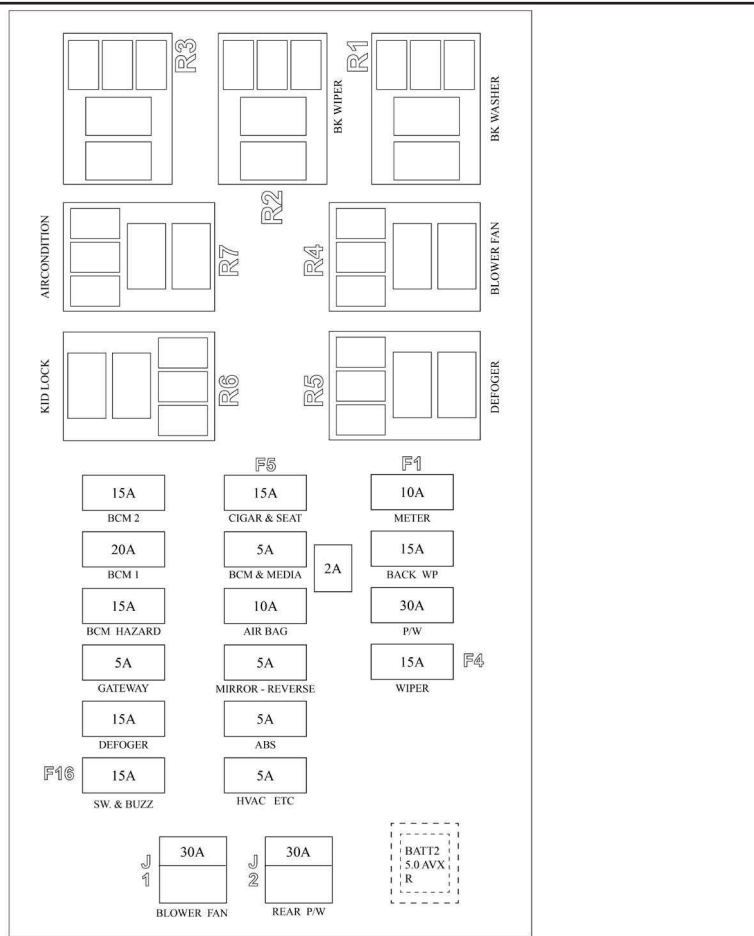 R3
R1
BK WIPER
BK WASHER
R2
AIRCONDITION
R7
R4
BLOWER FAN
KID LOCK
R6
R5
DEFOGER
F5
F1
15A
15A
10A
BCM 2
CIGAR & SEAT
METER
20A
5A
2A
15A
BCM 1
BCM & MEDIA
BACK WP
15A
10A
30A
BCM HAZARD
AIR BAG
P/W
5A
5A
15A
F4
GATEWAY
MIRROR - REVERSE
WIPER
15A
5A
DEFOGER
ABS
F16
15A
5A
SW. & BUZZ
HVAC ETC
J1
30A
J2
30A
BLOWER FAN
REAR P/W
BATT2
5.0 AVX
R